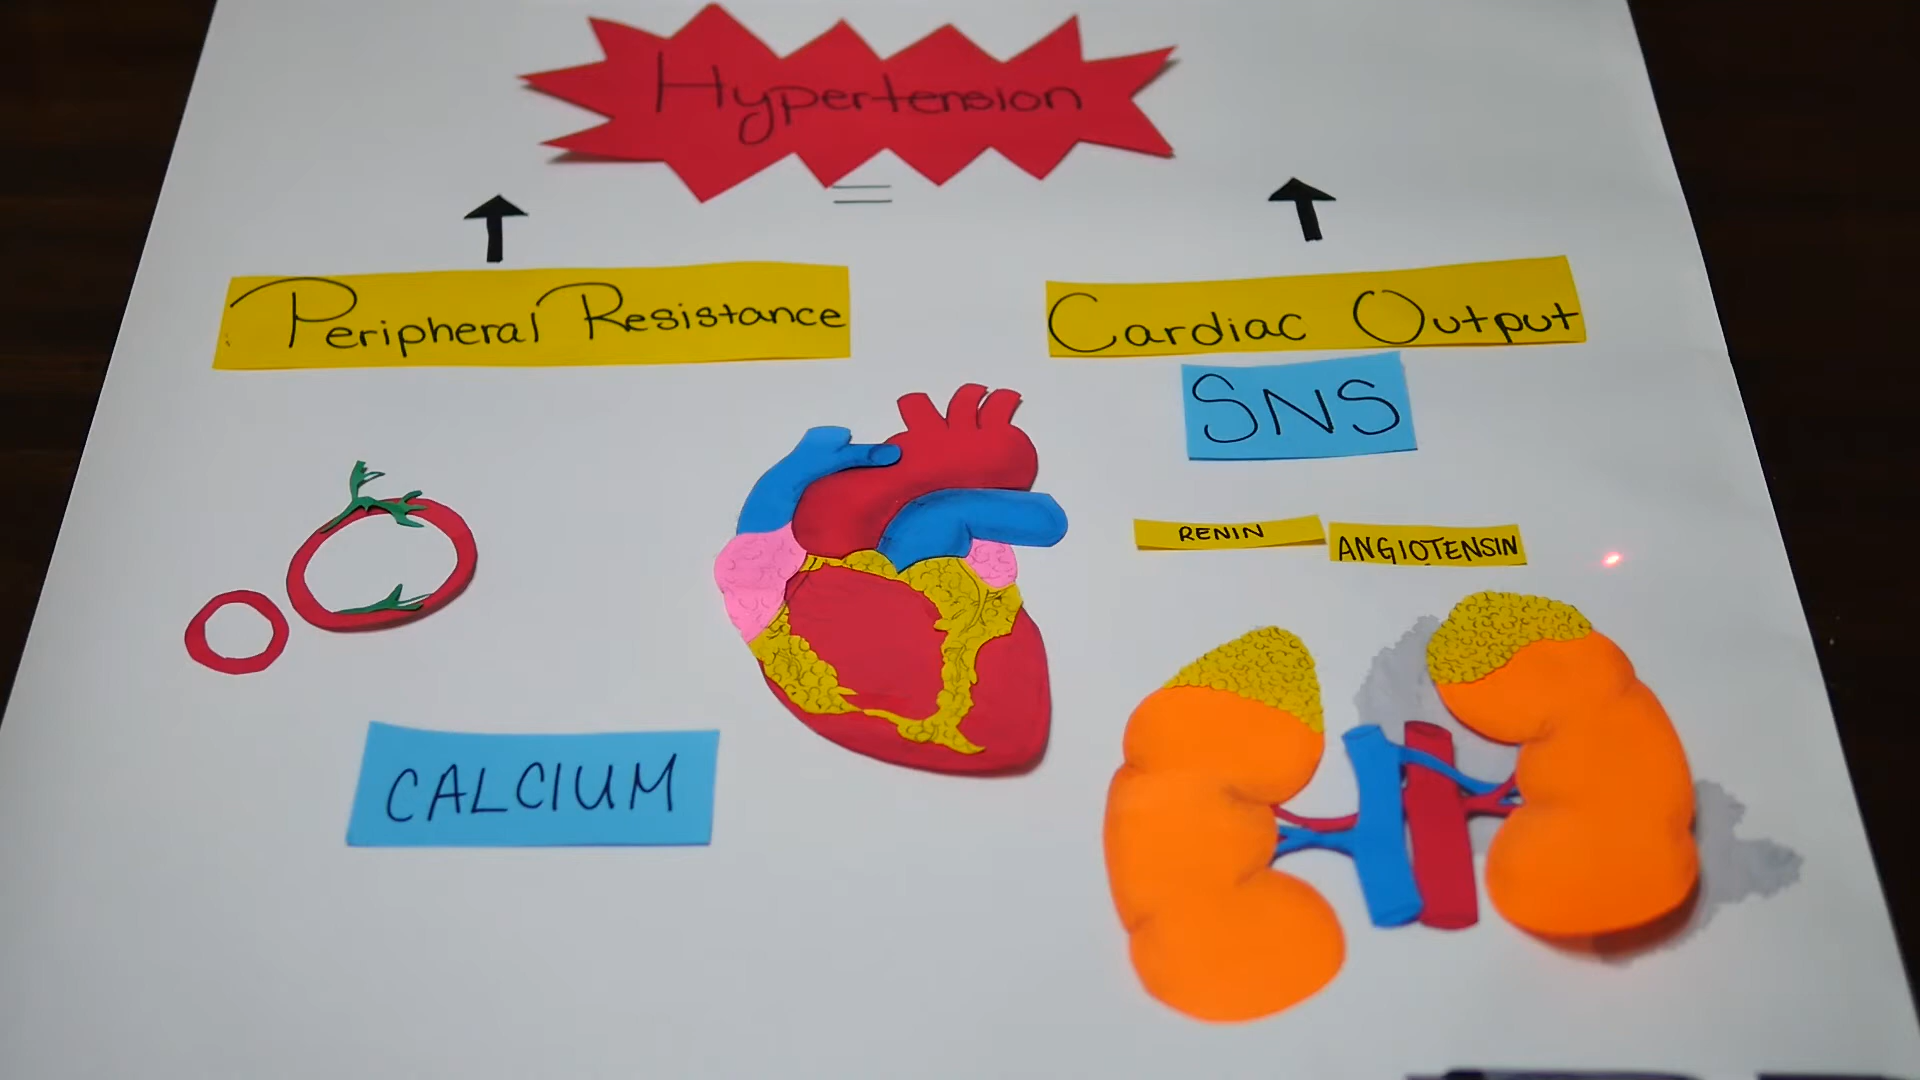 Hypertension
=
Peripheral Resistance
Cardiac Output
SNS
RENIN
ANGIOTENSIN
CALCIUM